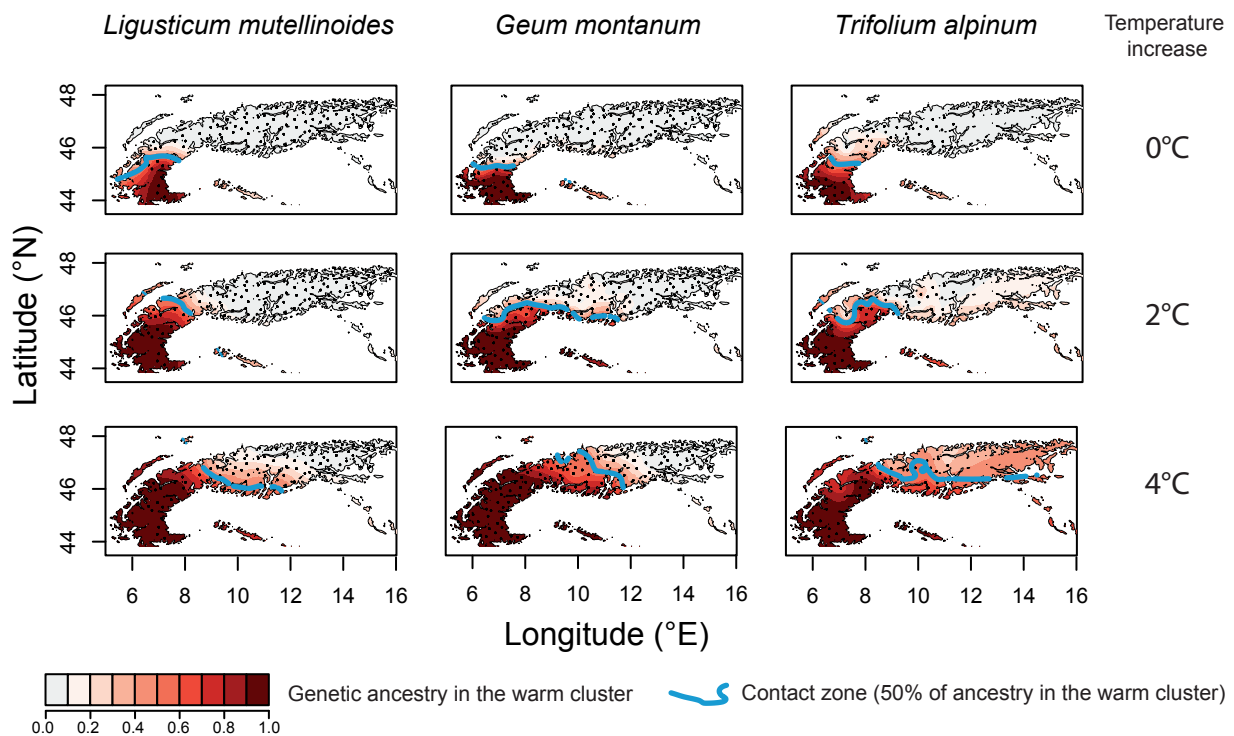 Ligusticum mutellinoides Geum montanum Trifolium alpinum Temperature
increase
48
46
44
0°C
48
46
44
2°C
48
46
44
4°C
Latitude (°N)
6 8 10 12 14 16 6 8 10 12 14 16 6 8 10 12 14 16
Longitude (°E)
Genetic ancestry in the warm cluster Contact zone (50% of ancestry in the warm cluster)
0.0 0.2 0.4 0.6 0.8 1.0